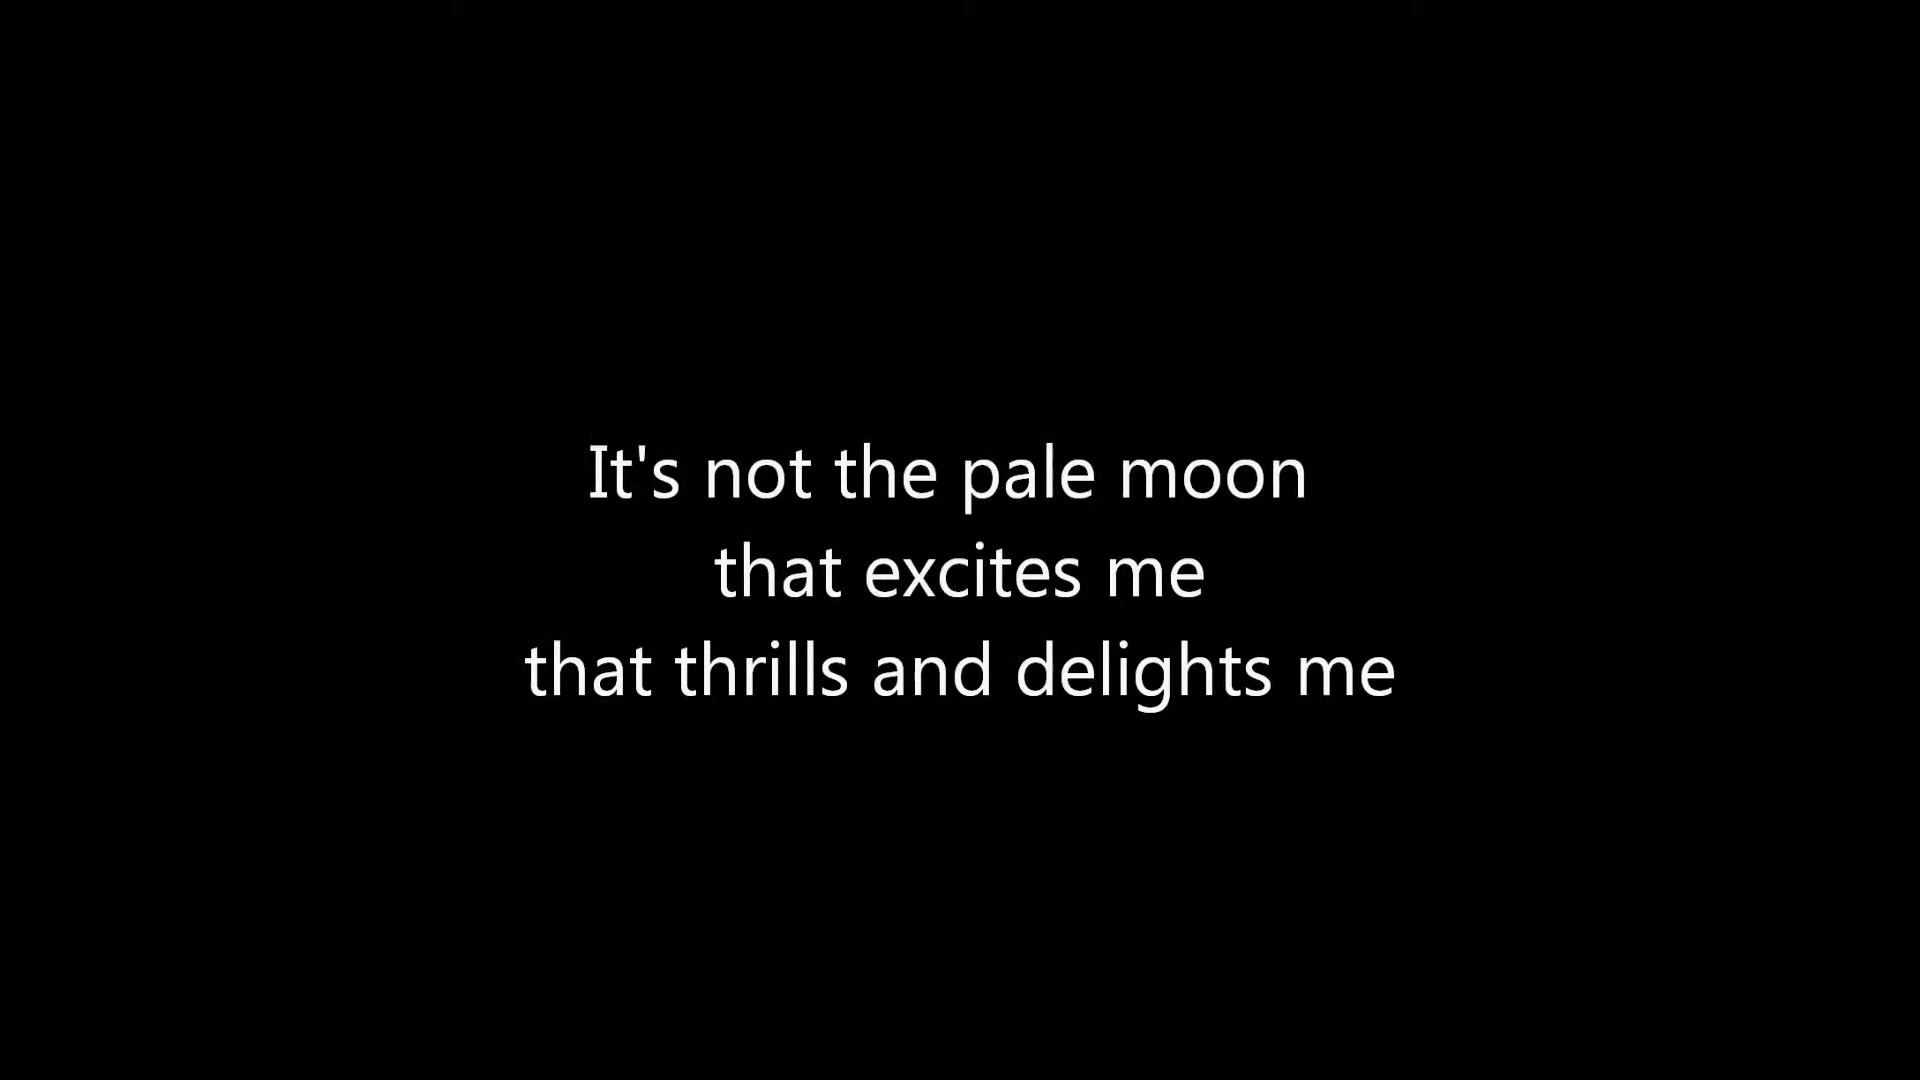 It's not the pale moon
that excites me
that thrills and delights me